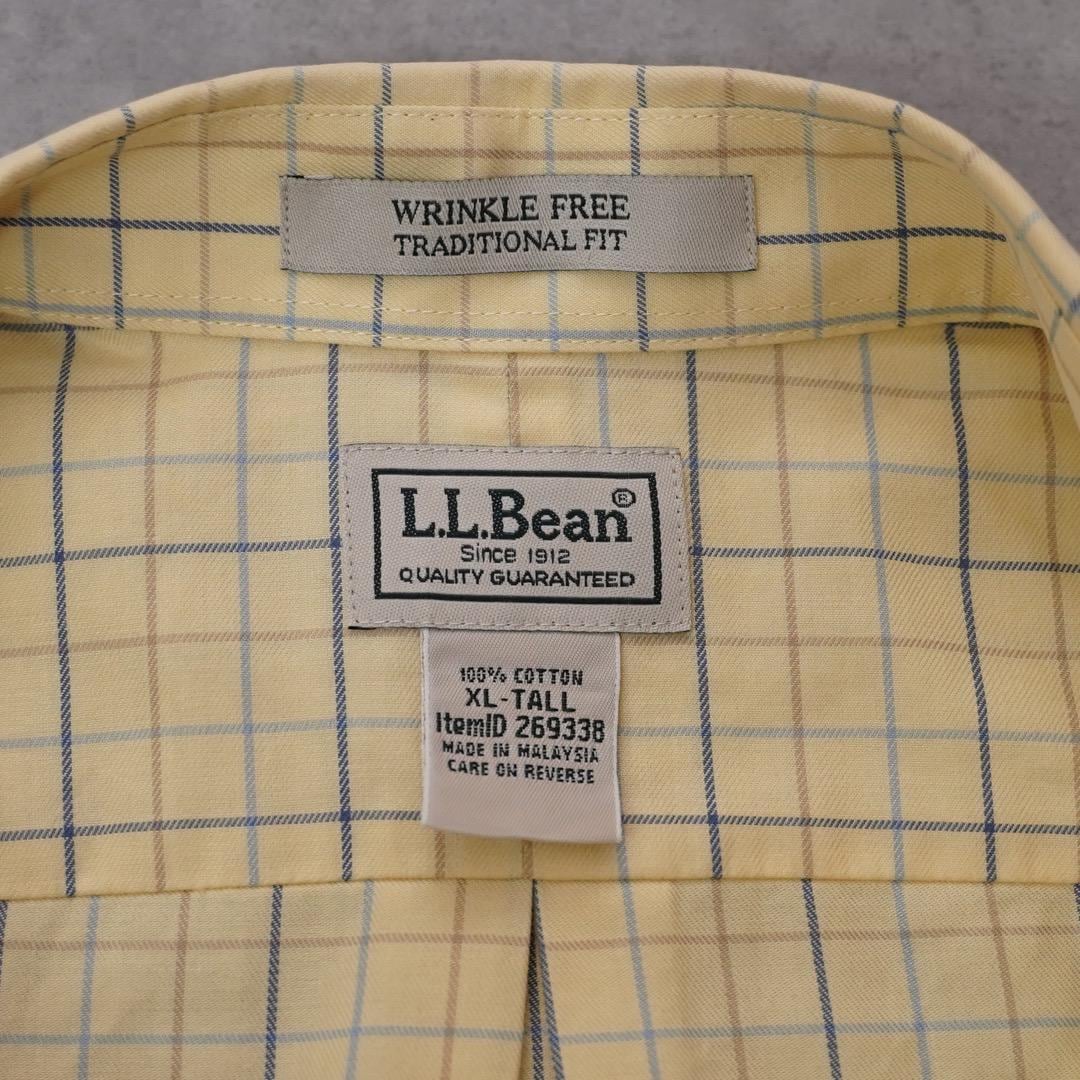 WRINKLE FREE
TRADITIONAL FIT
L.L.Bean®
Since 1912
QUALITY GUARANTEED
100% COTTON
XL-TALL
ItemID 269338
MADE IN MALAYSIA
CARE ON REVERSE